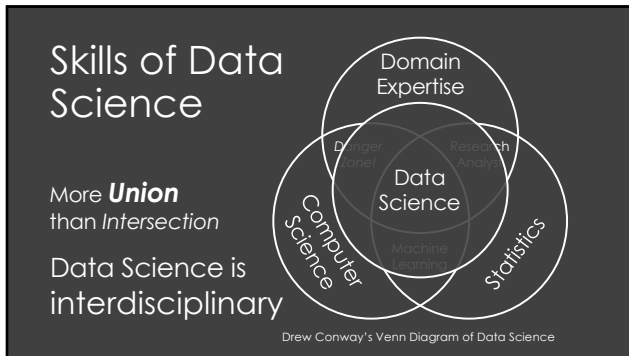 Skills of Data
Science
More Union
than Intersection
Data Science is
interdisciplinary
Domain
Expertise
Danger
Zone!
Research
Analyst
Data
Science
Computer
Science
Machine
Learning
Statistics
Drew Conway's Venn Diagram of Data Science